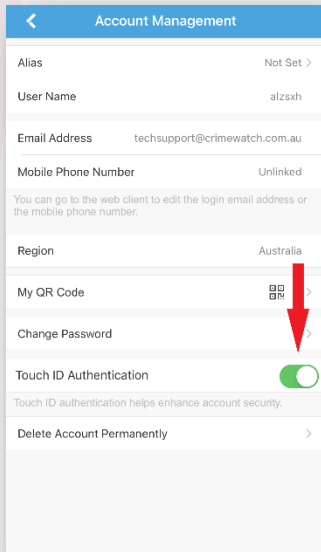 Account Management
Alias Not Set
User Name alzsxh
Email Address techsupport@crimewatch.com.au
Mobile Phone Number Unlinked
You can go to the web client to edit the login email address or
the mobile phone number.
Region Australia
My QR Code
Change Password
Touch ID Authentication
Touch ID authentication helps enhance account security.
Delete Account Permanently